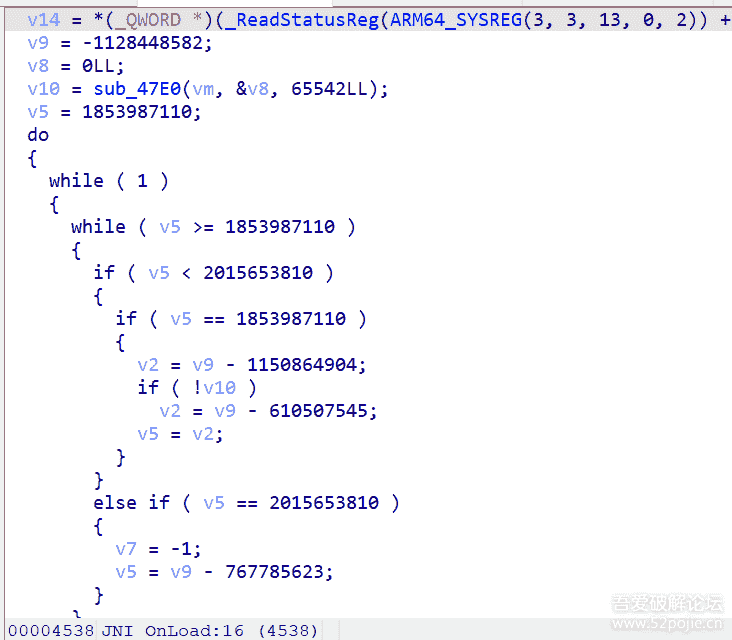 v14 = *(_QWORD *)(_ReadStatusReg(ARM64_SYSREG(3, 3, 13, 0, 2)) +
v9 = -1128448582;
v8 = 0LL;
v10 = sub_47E0(vm, &v8, 65542LL);
v5 = 1853987110;
do
{
while ( 1 )
{
while ( v5 >= 1853987110 )
{
if ( v5 < 2015653810 )
{
if ( v5 == 1853987110 )
{
v2 = v9 - 1150864904;
if ( !v10 )
v2 = v9 - 610507545;
v5 = v2;
}
}
else if ( v5 == 2015653810 )
{
v7 = -1;
v5 = v9 - 767785623;
}
}
00004538 JNI_OnLoad:16 (4538)
吾爱破解论坛
www.52pojie.cn